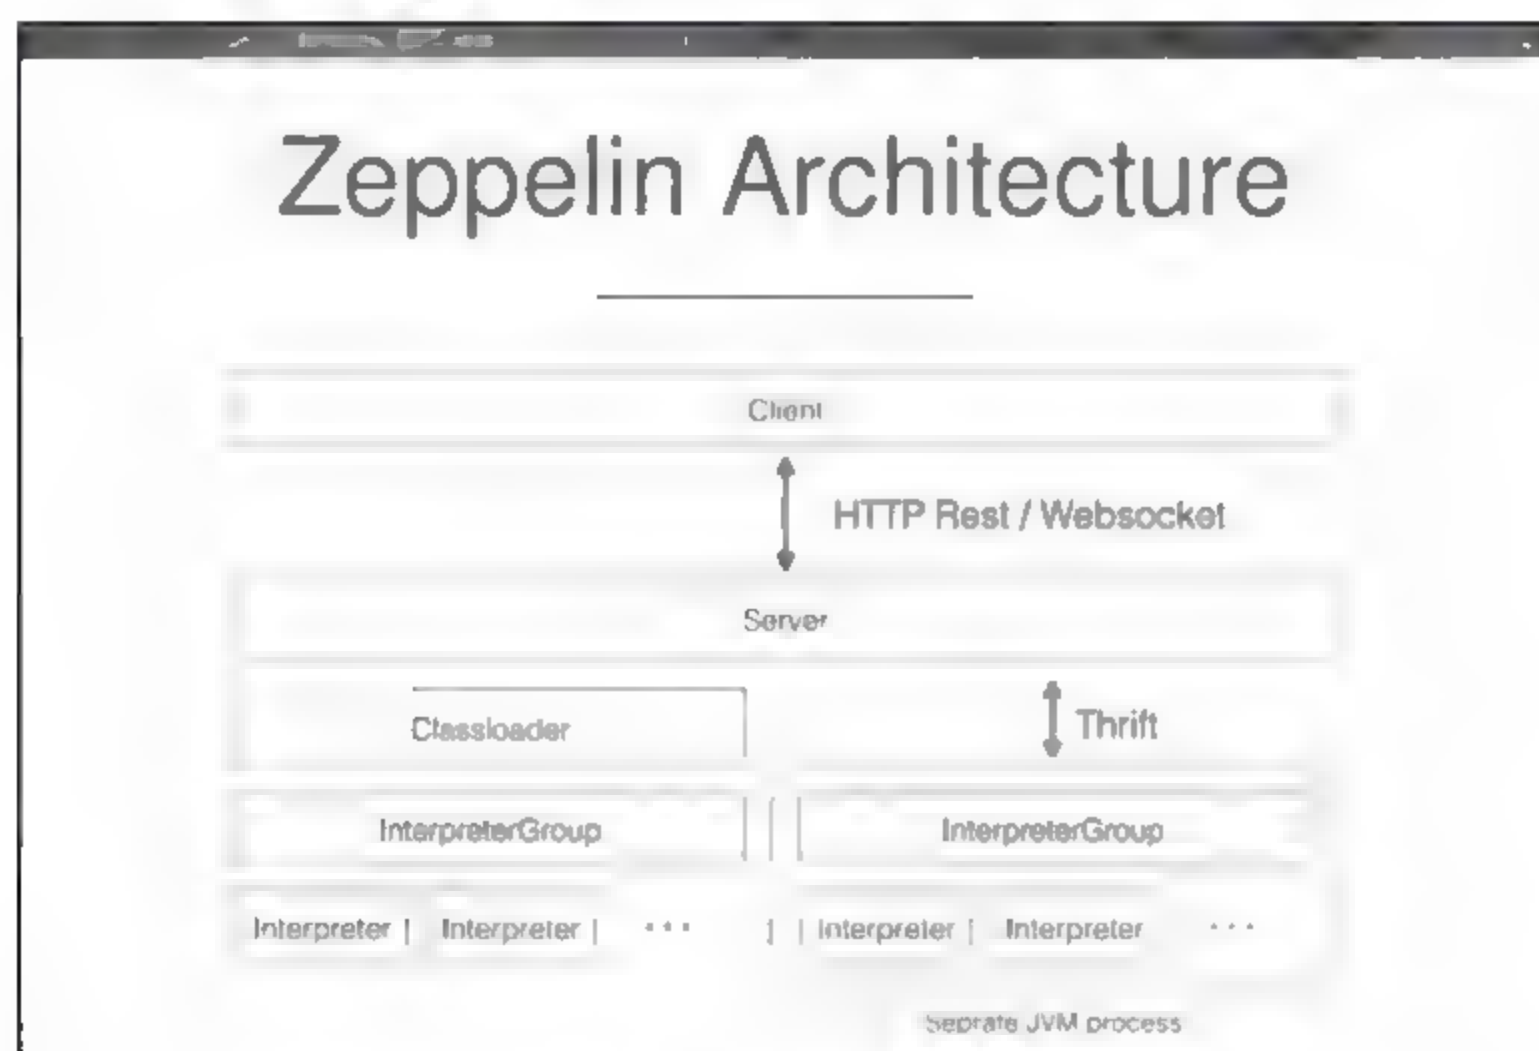 Zeppelin Architecture
Client
HTTP Rest / Websocket
Server
Classloader
Thrift
InterpreterGroup InterpreterGroup
Interpreter Interpreter ... Interpreter Interpreter ...
Seprate JVM process